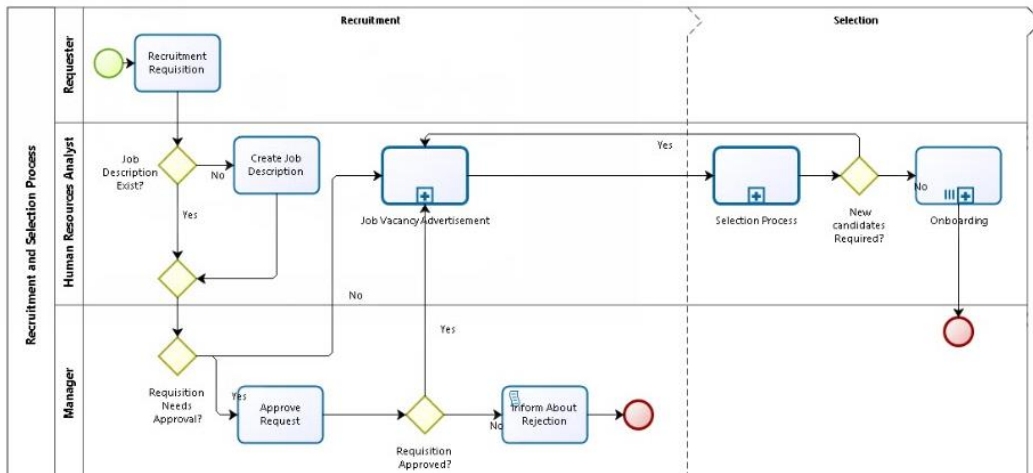 Recruitment and Selection Process
Recruitment
Selection
Requester
Recruitment
Requisition
Human Resources Analyst
Job
Description
Exist?
No
Create Job
Description
Yes
Job Vacancy Advertisement
Yes
Selection Process
New
candidates
Required?
No
Onboarding
No
Manager
Requisition
Needs
Approval?
Yes
Approve
Request
Yes
Requisition
Approved?
No
Inform About
Rejection